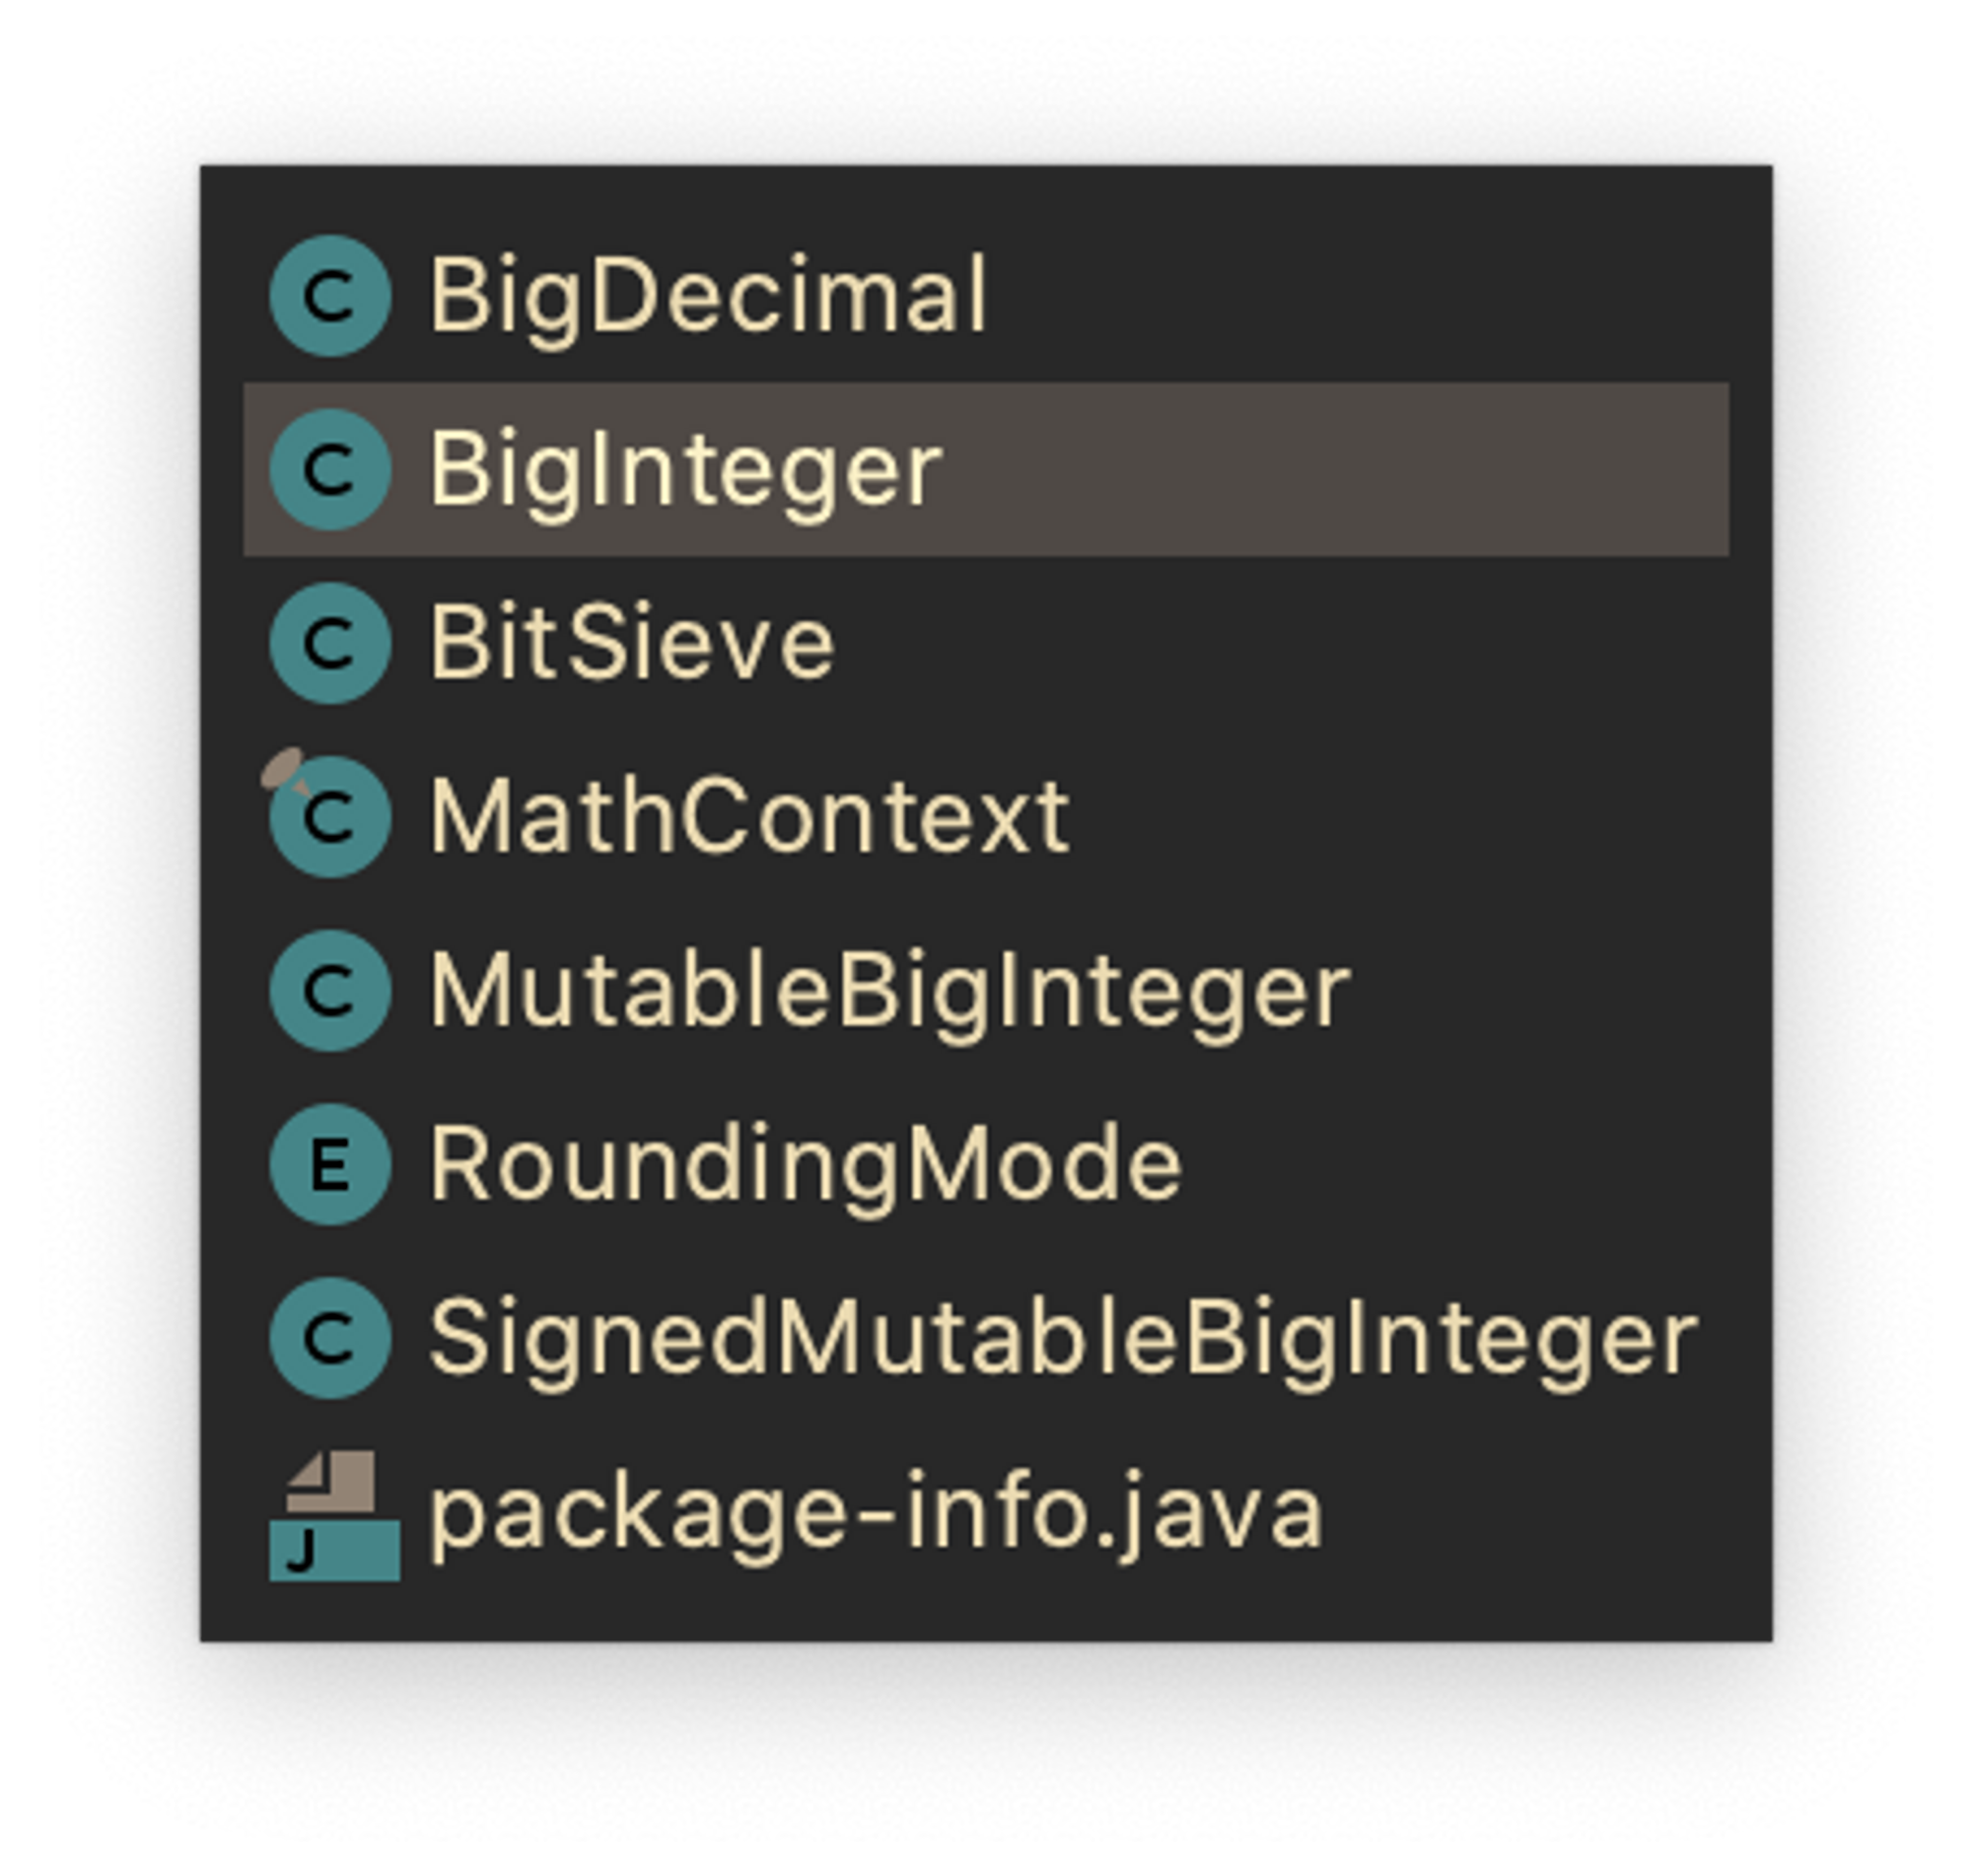 C BigDecimal
C BigInteger
C BitSieve
C MathContext
C MutableBigInteger
E RoundingMode
C SignedMutableBigInteger
J package-info.java